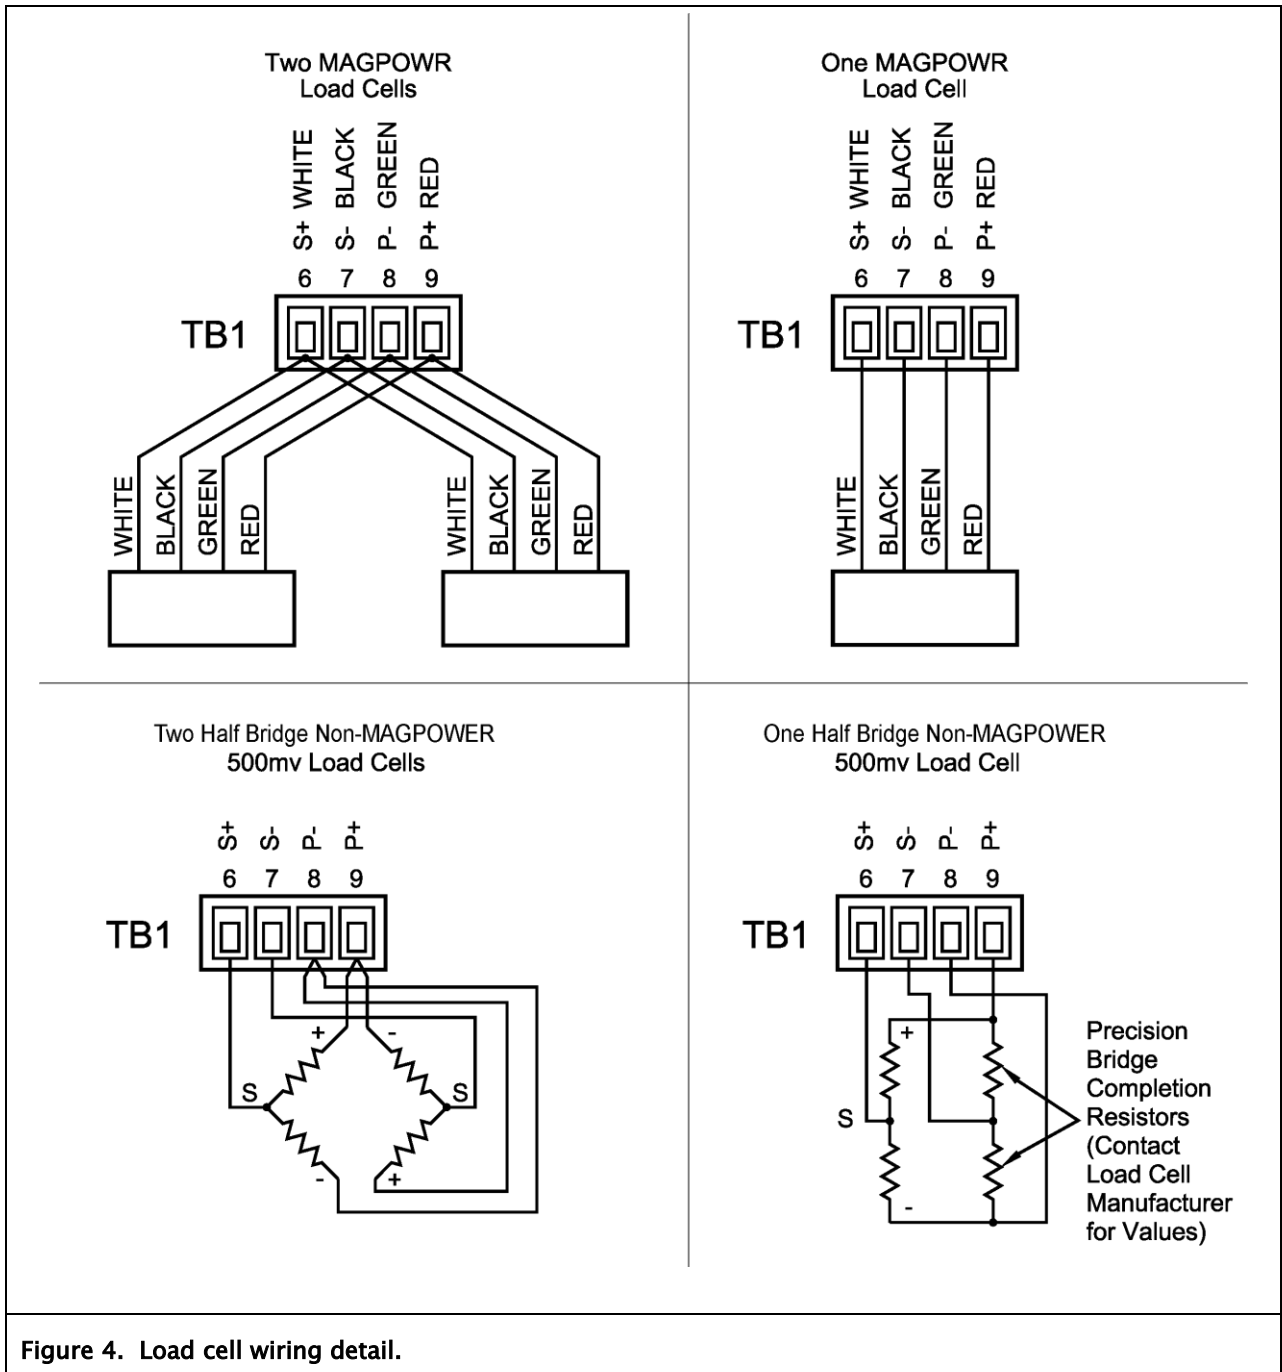 Two MAGPOWR
Load Cells
S+ WHITE
S- BLACK
P- GREEN
P+ RED
6 7 8 9
TB1
WHITE
BLACK
GREEN
RED
WHITE
BLACK
GREEN
RED
One MAGPOWR
Load Cell
S+ WHITE
S- BLACK
P- GREEN
P+ RED
6 7 8 9
TB1
WHITE
BLACK
GREEN
RED
Two Half Bridge Non-MAGPOWER
500mv Load Cells
S+ S- P- P+
6 7 8 9
TB1
+ -
S S
- +
One Half Bridge Non-MAGPOWER
500mv Load Cell
S+ S- P- P+
6 7 8 9
TB1
+
S
-
Precision
Bridge
Completion
Resistors
(Contact
Load Cell
Manufacturer
for Values)
Figure 4. Load cell wiring detail.